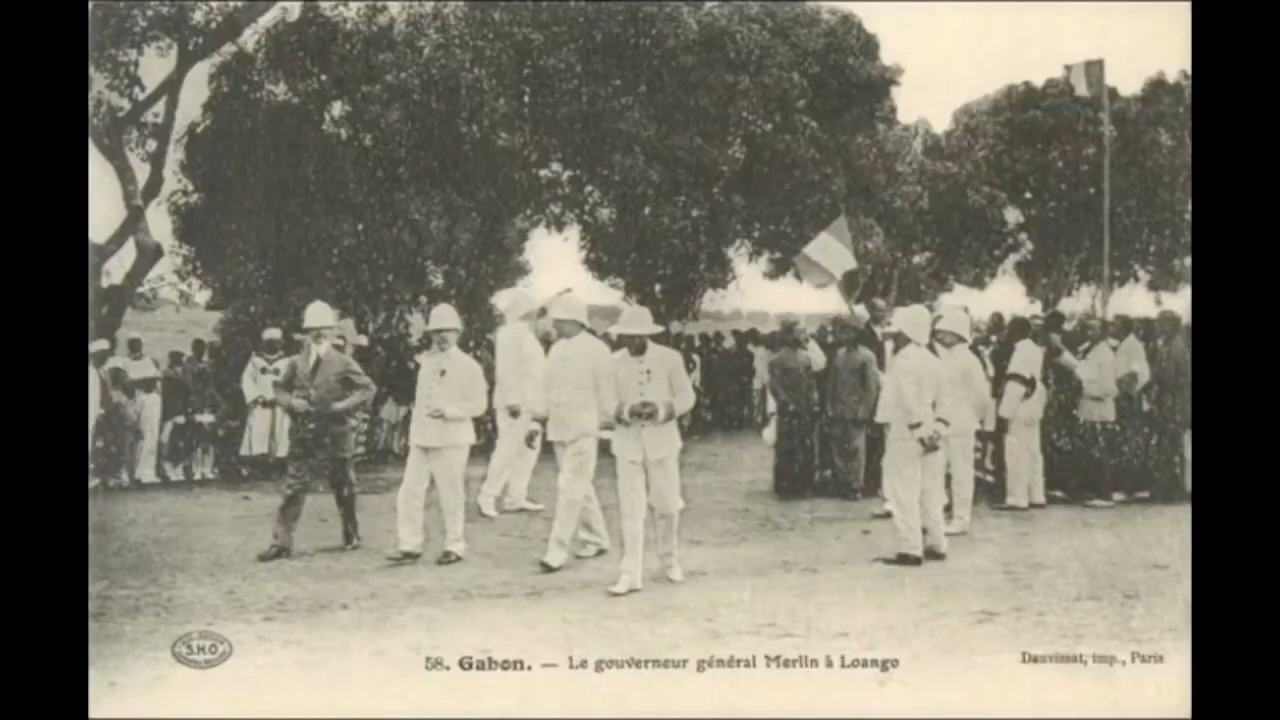 58. Gabon. — Le gouverneur général Merlin à Loango
S.H.O
Dauvissat, imp., Paris